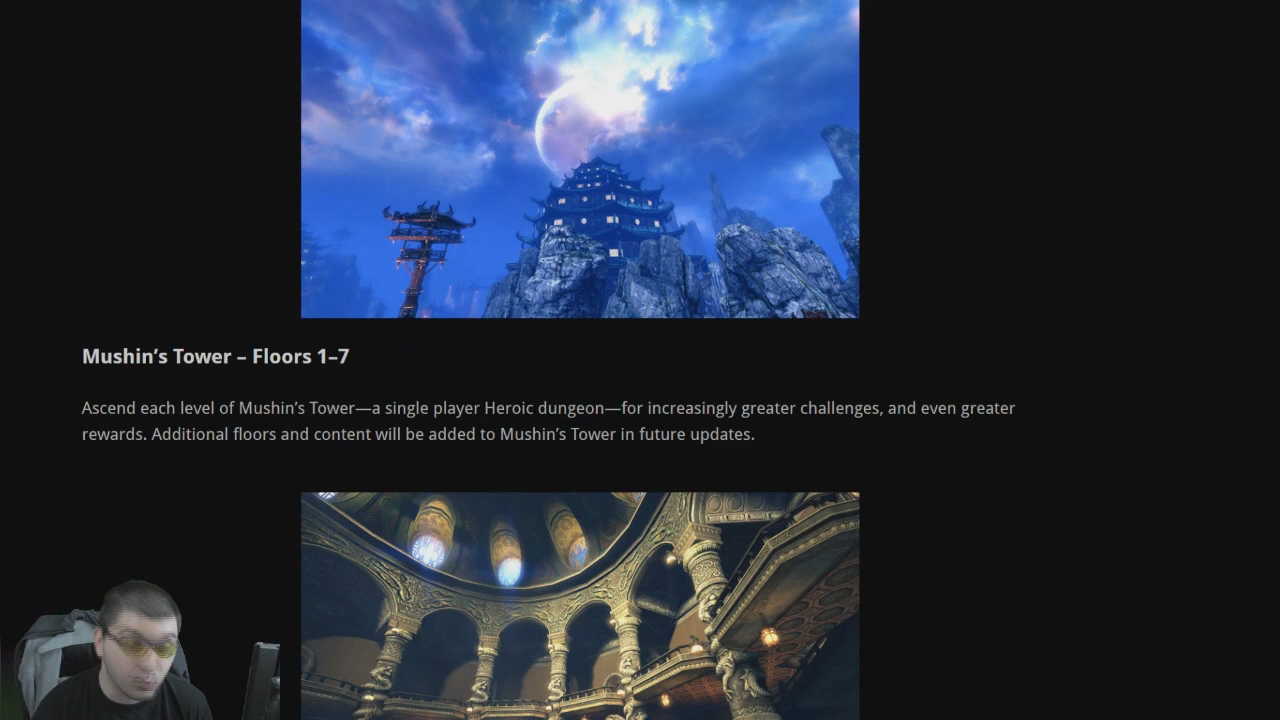 Mushin’s Tower – Floors 1–7
Ascend each level of Mushin’s Tower—a single player Heroic dungeon—for increasingly greater challenges, and even greater
rewards. Additional floors and content will be added to Mushin’s Tower in future updates.